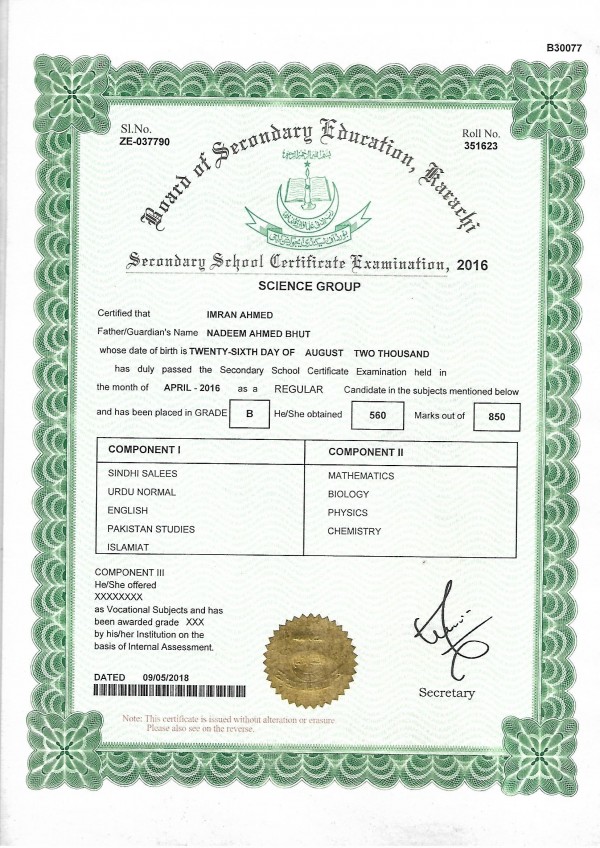 B30077
Sl.No.
ZE-037790
Roll No.
351623
Board of Secondary Education, Karachi
Secondary School Certificate Examination, 2016
SCIENCE GROUP
Certified that IMRAN AHMED
Father/Guardian's Name NADEEM AHMED BHUT
whose date of birth is TWENTY-SIXTH DAY OF AUGUST TWO THOUSAND
has duly passed the Secondary School Certificate Examination held in
the month of APRIL - 2016 as a REGULAR Candidate in the subjects mentioned below
and has been placed in GRADE B He/She obtained 560 Marks out of 850
COMPONENT I
SINDHI SALEES
URDU NORMAL
ENGLISH
PAKISTAN STUDIES
ISLAMIAT
COMPONENT II
MATHEMATICS
BIOLOGY
PHYSICS
CHEMISTRY
COMPONENT III
He/She offered
XXXXXXXX
as Vocational Subjects and has
been awarded grade XXX
by his/her Institution on the
basis of Internal Assessment.
DATED 09/05/2018
Secretary
Note: This certificate is issued without alteration or erasure
Please also see on the reverse.